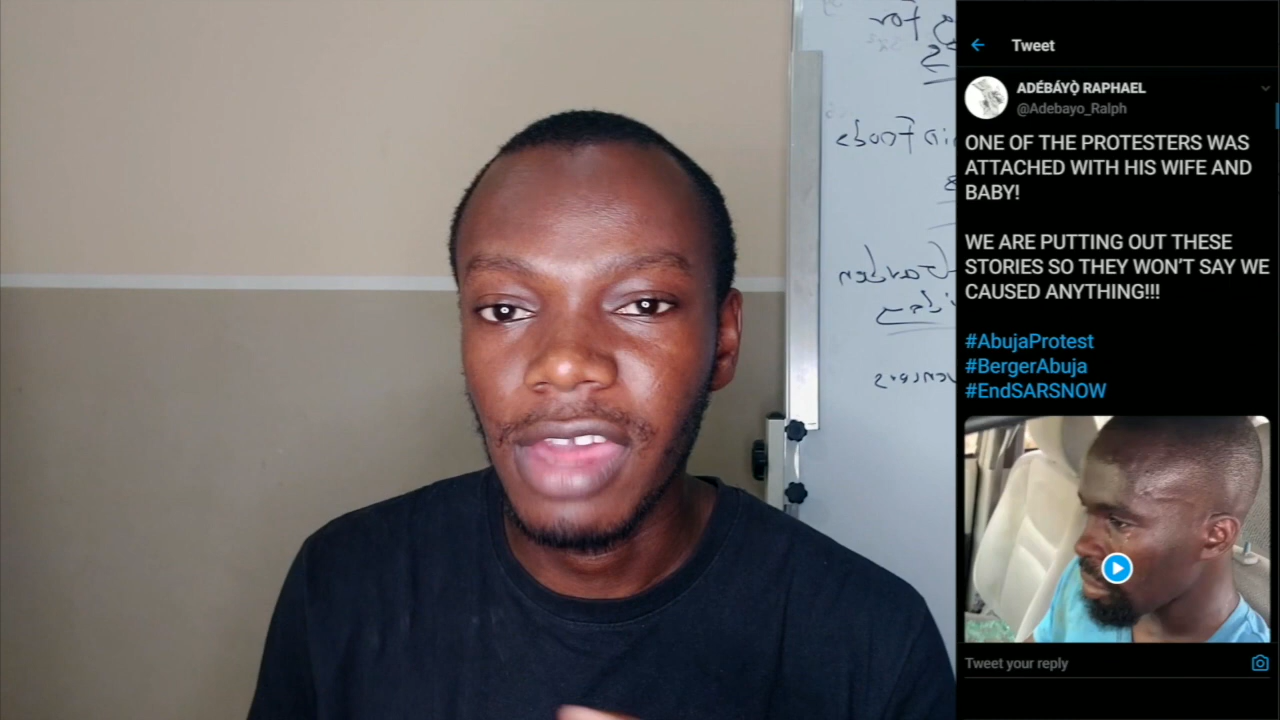 Tweet
ADÉBÁYỌ̀ RAPHAEL
@Adebayo_Ralph
ONE OF THE PROTESTERS WAS
ATTACHED WITH HIS WIFE AND
BABY!
WE ARE PUTTING OUT THESE
STORIES SO THEY WON'T SAY WE
CAUSED ANYTHING!!!
#AbujaProtest
#BergerAbuja
#EndSARSNOW
Tweet your reply